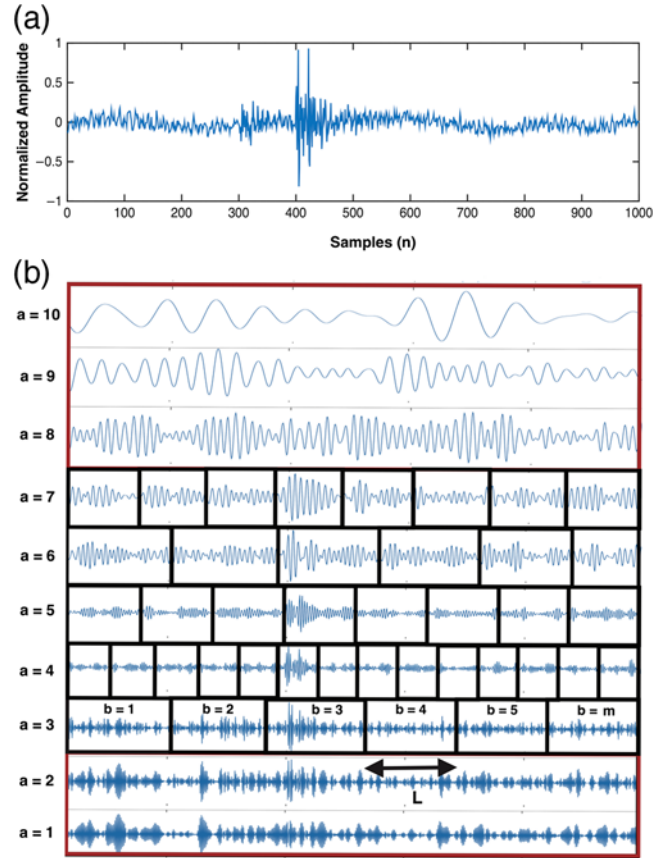 (a)
Normalized Amplitude
1
0.5
0
−0.5
−1
0 100 200 300 400 500 600 700 800 900 1000
Samples (n)
(b)
a = 10
a = 9
a = 8
a = 7
a = 6
a = 5
a = 4
a = 3
b = 1 b = 2 b = 3 b = 4 b = 5 b = m
a = 2
L
a = 1